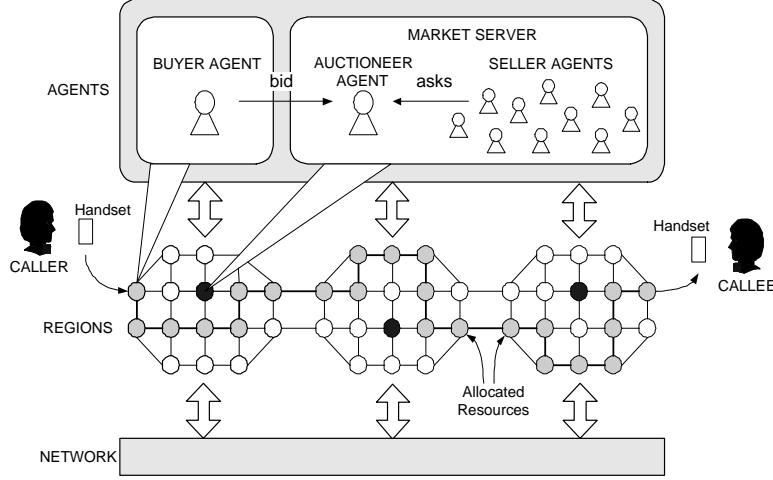 MARKET SERVER
BUYER AGENT
AUCTIONEER
AGENT
SELLER AGENTS
AGENTS
bid
asks
Handset
CALLER
Handset
CALLEE
REGIONS
Allocated
Resources
NETWORK